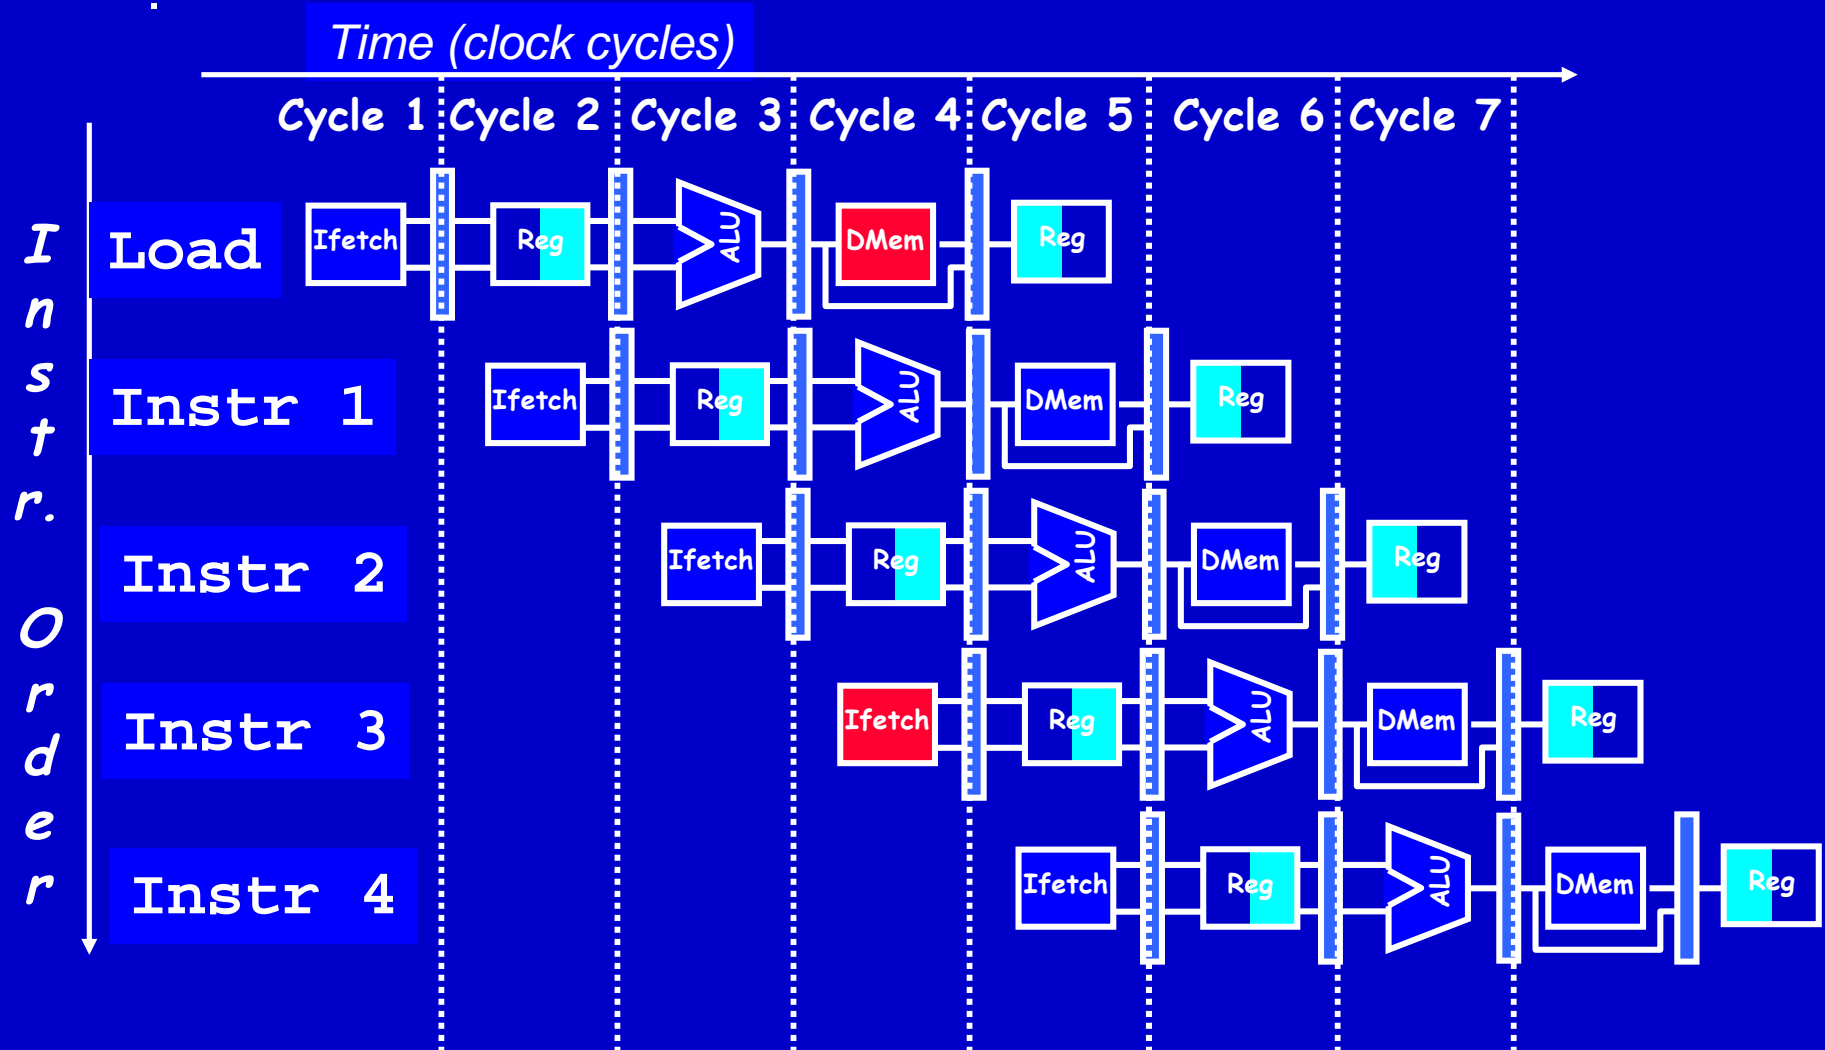 Time (clock cycles)
Cycle 1 Cycle 2 Cycle 3 Cycle 4 Cycle 5 Cycle 6 Cycle 7
Instr. Order
Load Ifetch Reg ALU DMem Reg
Instr 1 Ifetch Reg ALU DMem Reg
Instr 2 Ifetch Reg ALU DMem Reg
Instr 3 Ifetch Reg ALU DMem Reg
Instr 4 Ifetch Reg ALU DMem Reg